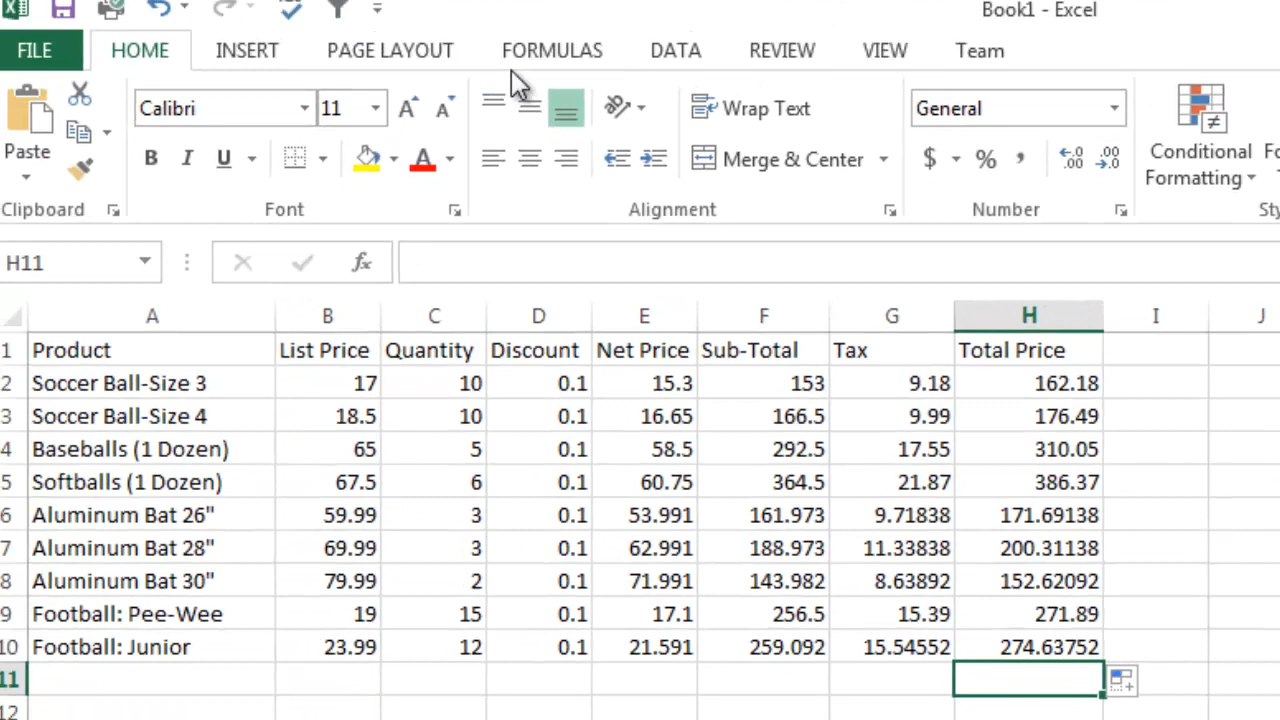 Book1 - Excel
FILE HOME INSERT PAGE LAYOUT FORMULAS DATA REVIEW VIEW Team
Calibri 11 Wrap Text General
Paste B I U A Merge & Center $ % , Conditional Formatting
Clipboard Font Alignment Number
H11 fx
A B C D E F G H I J
1 Product List Price Quantity Discount Net Price Sub-Total Tax Total Price
2 Soccer Ball-Size 3 17 10 0.1 15.3 153 9.18 162.18
3 Soccer Ball-Size 4 18.5 10 0.1 16.65 166.5 9.99 176.49
4 Baseballs (1 Dozen) 65 5 0.1 58.5 292.5 17.55 310.05
5 Softballs (1 Dozen) 67.5 6 0.1 60.75 364.5 21.87 386.37
6 Aluminum Bat 26" 59.99 3 0.1 53.991 161.973 9.71838 171.69138
7 Aluminum Bat 28" 69.99 3 0.1 62.991 188.973 11.33838 200.31138
8 Aluminum Bat 30" 79.99 2 0.1 71.991 143.982 8.63892 152.62092
9 Football: Pee-Wee 19 15 0.1 17.1 256.5 15.39 271.89
10 Football: Junior 23.99 12 0.1 21.591 259.092 15.54552 274.63752
11
12